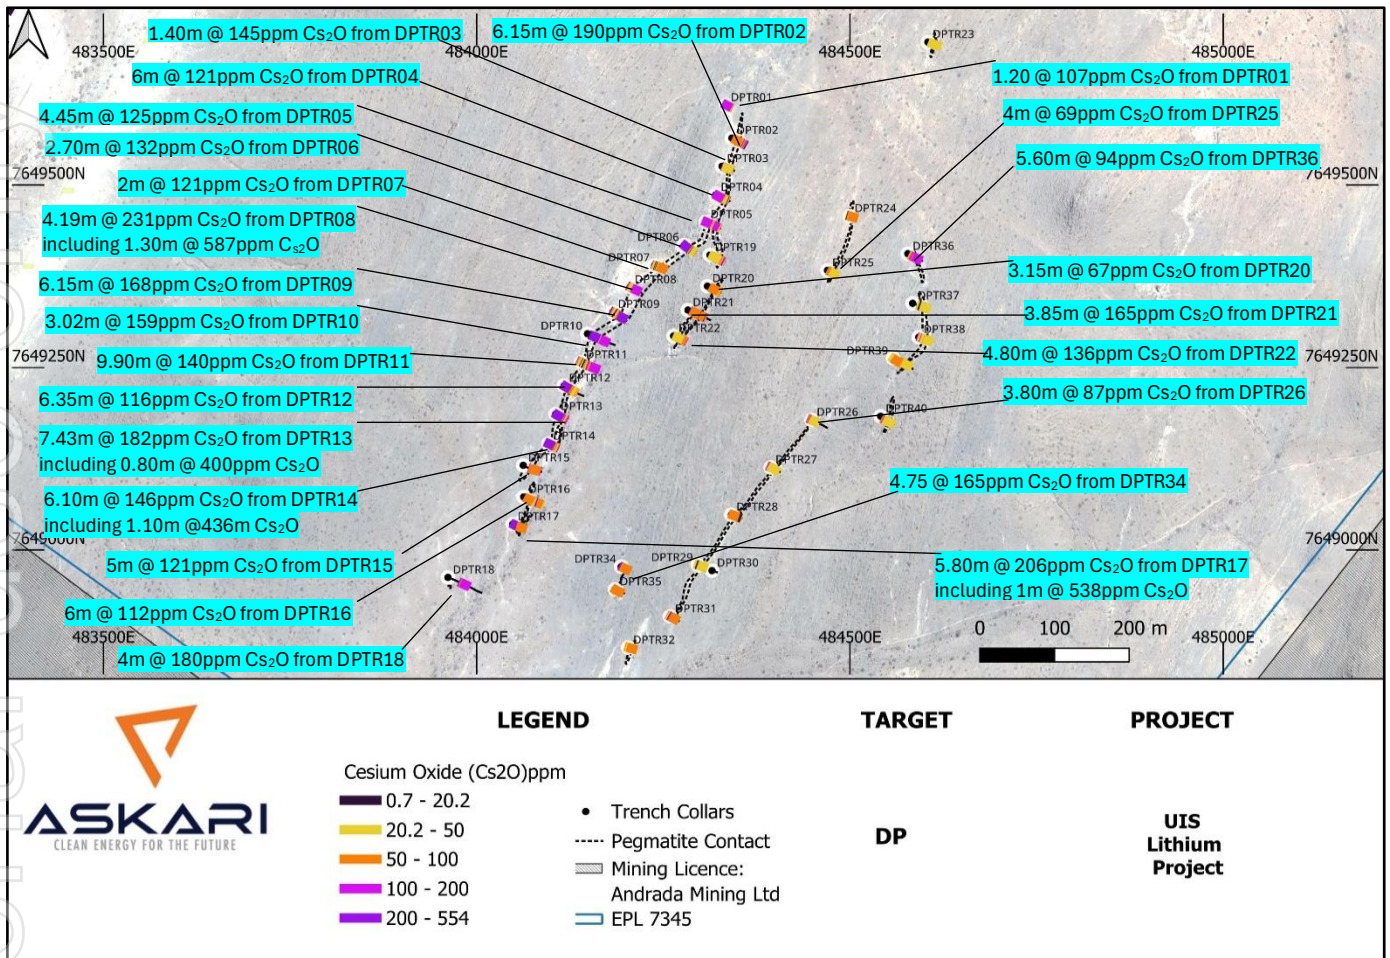 1.40m @ 145ppm Cs₂O from DPTR03
6.15m @ 190ppm Cs₂O from DPTR02
483500E
484000E
484500E
485000E
DPTR23
6m @ 121ppm Cs₂O from DPTR04
1.20 @ 107ppm Cs₂O from DPTR01
4.45m @ 125ppm Cs₂O from DPTR05
4m @ 69ppm Cs₂O from DPTR25
2.70m @ 132ppm Cs₂O from DPTR06
5.60m @ 94ppm Cs₂O from DPTR36
7649500N
7649500N
2m @ 121ppm Cs₂O from DPTR07
4.19m @ 231ppm Cs₂O from DPTR08
including 1.30m @ 587ppm Cs₂O
6.15m @ 168ppm Cs₂O from DPTR09
3.15m @ 67ppm Cs₂O from DPTR20
3.02m @ 159ppm Cs₂O from DPTR10
3.85m @ 165ppm Cs₂O from DPTR21
9.90m @ 140ppm Cs₂O from DPTR11
4.80m @ 136ppm Cs₂O from DPTR22
7649250N
7649250N
6.35m @ 116ppm Cs₂O from DPTR12
3.80m @ 87ppm Cs₂O from DPTR26
7.43m @ 182ppm Cs₂O from DPTR13
including 0.80m @ 400ppm Cs₂O
4.75 @ 165ppm Cs₂O from DPTR34
6.10m @ 146ppm Cs₂O from DPTR14
including 1.10m @436m Cs₂O
7649000N
7649000N
5m @ 121ppm Cs₂O from DPTR15
5.80m @ 206ppm Cs₂O from DPTR17
including 1m @ 538ppm Cs₂O
6m @ 112ppm Cs₂O from DPTR16
4m @ 180ppm Cs₂O from DPTR18
DPTR01
DPTR02
DPTR03
DPTR04
DPTR05
DPTR06
DPTR07
DPTR08
DPTR09
DPTR10
DPTR11
DPTR12
DPTR13
DPTR14
DPTR15
DPTR16
DPTR17
DPTR18
DPTR19
DPTR20
DPTR21
DPTR22
DPTR24
DPTR25
DPTR26
DPTR27
DPTR28
DPTR29
DPTR30
DPTR31
DPTR32
DPTR34
DPTR35
DPTR36
DPTR37
DPTR38
DPTR39
DPTR40
483500E
484000E
484500E
485000E
0 100 200 m
ASKARI
CLEAN ENERGY FOR THE FUTURE
LEGEND
Cesium Oxide (Cs2O)ppm
0.7 - 20.2
20.2 - 50
50 - 100
100 - 200
200 - 554
Trench Collars
Pegmatite Contact
Mining Licence:
Andrada Mining Ltd
EPL 7345
TARGET
DP
PROJECT
UIS
Lithium
Project